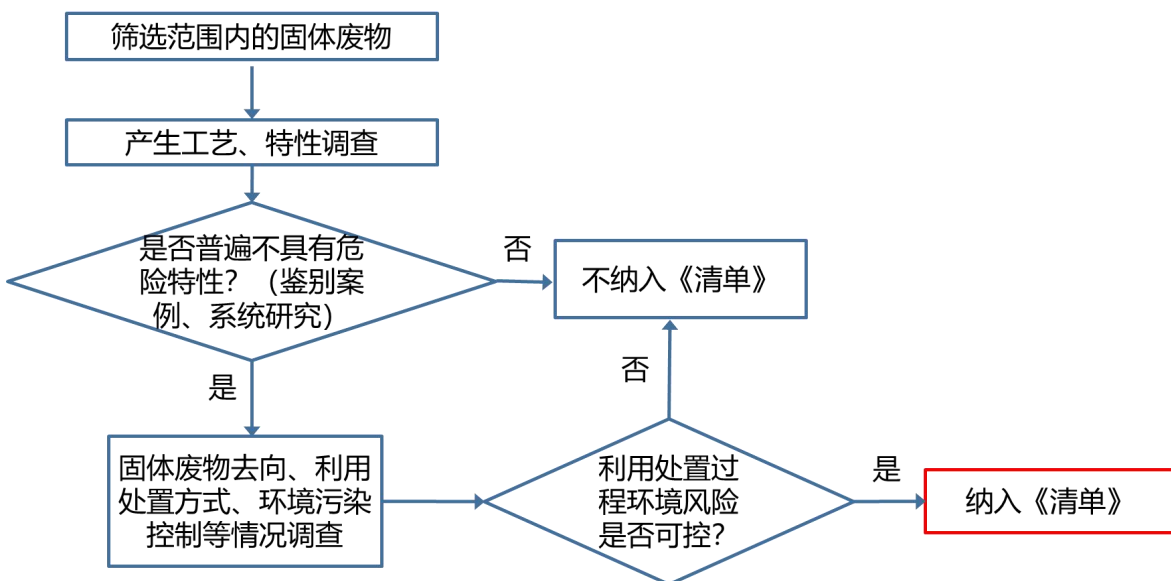 筛选范围内的固体废物
产生工艺、特性调查
是否普遍不具有危
险特性？（鉴别案
例、系统研究）
否
不纳入《清单》
是
否
固体废物去向、利用
处置方式、环境污染
控制等情况调查
利用处置过
程环境风险
是否可控？
是
纳入《清单》